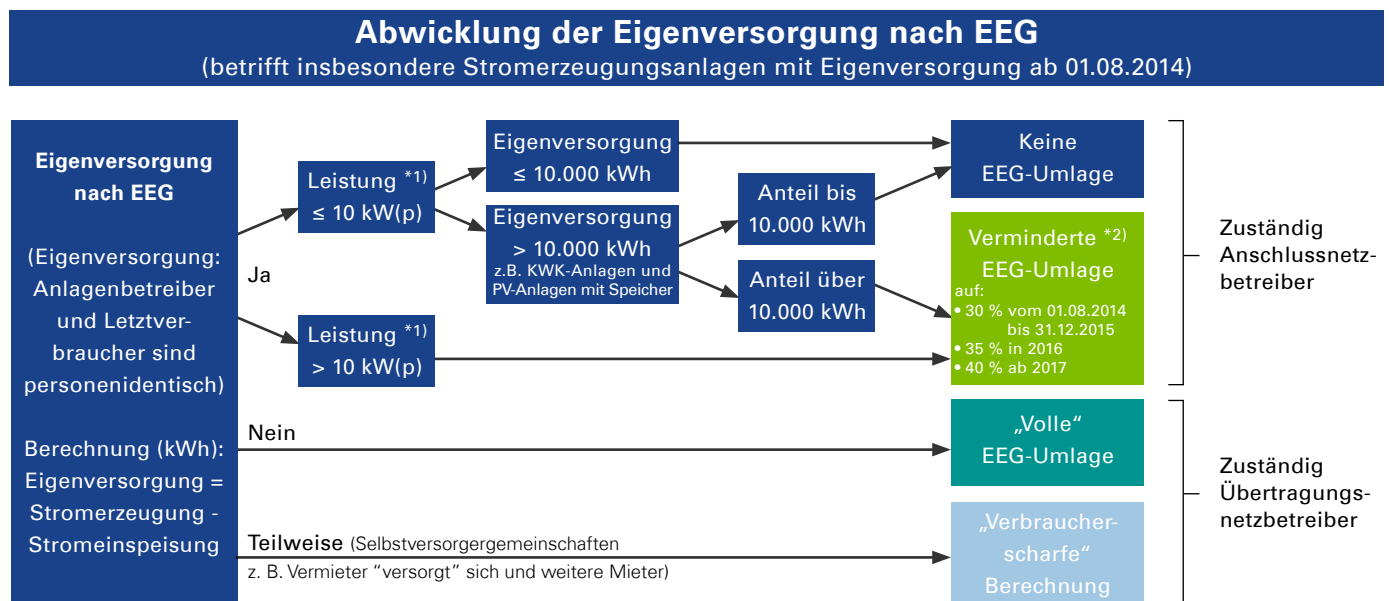 Abwicklung der Eigenversorgung nach EEG
(betrifft insbesondere Stromerzeugungsanlagen mit Eigenversorgung ab 01.08.2014)
Eigenversorgung
nach EEG
(Eigenversorgung:
Anlagenbetreiber
und Letztver-
braucher sind
personenidentisch)
Berechnung (kWh):
Eigenversorgung =
Stromerzeugung -
Stromeinspeisung
Ja
Leistung *1)
≤ 10 kW(p)
Leistung *1)
> 10 kW(p)
Eigenversorgung
≤ 10.000 kWh
Eigenversorgung
> 10.000 kWh
z.B. KWK-Anlagen und
PV-Anlagen mit Speicher
Anteil bis
10.000 kWh
Anteil über
10.000 kWh
Keine
EEG-Umlage
Verminderte *2)
EEG-Umlage
auf:
• 30 % vom 01.08.2014
bis 31.12.2015
• 35 % in 2016
• 40 % ab 2017
Zuständig
Anschlussnetz-
betreiber
Nein
„Volle“
EEG-Umlage
Teilweise (Selbstversorgergemeinschaften
z. B. Vermieter “versorgt” sich und weitere Mieter)
„Verbraucher-
scharfe“
Berechnung
Zuständig
Übertragungs-
netzbetreiber